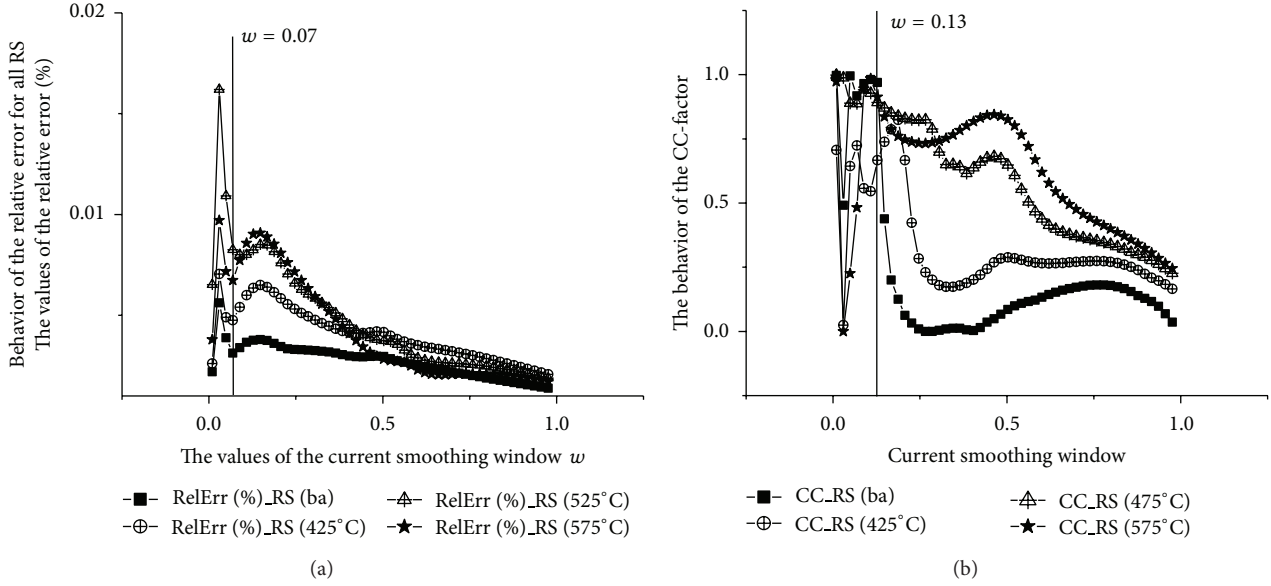 Behavior of the relative error for all RS
The values of the relative error (%)
0.02
0.01
w = 0.07
0.0
0.5
1.0
The values of the current smoothing window w
RelErr (%)_RS (ba)
RelErr (%)_RS (425°C)
RelErr (%)_RS (525°C)
RelErr (%)_RS (575°C)
(a)
The behavior of the CC-factor
1.0
0.5
0.0
w = 0.13
0.0
0.5
1.0
Current smoothing window
CC_RS (ba)
CC_RS (425°C)
CC_RS (475°C)
CC_RS (575°C)
(b)